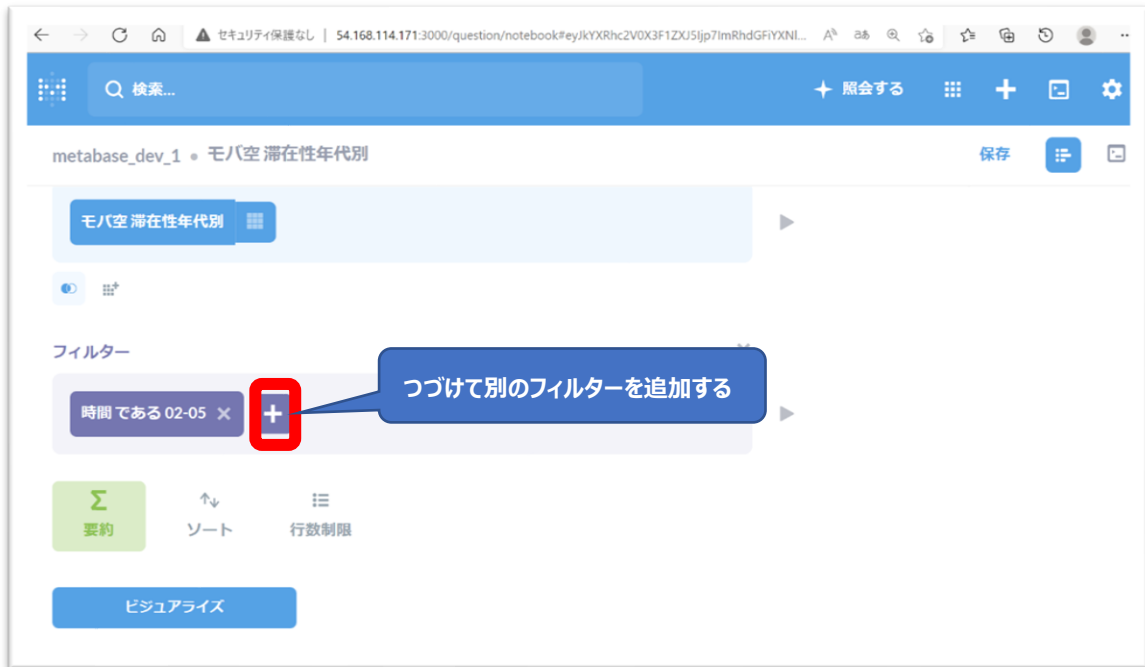 セキュリティ保護なし | 54.168.114.171:3000/question/notebook#eyJkYXRhc2V0X3F1ZXJ5Ijp7ImRhdGFiYXNl...
検索...
照会する
metabase_dev_1 • モバ空 滞在性年代別
保存
モバ空 滞在性年代別
フィルター
つづけて別のフィルターを追加する
時間 である 02-05 ×
+
Σ
要約
ソート
行数制限
ビジュアライズ